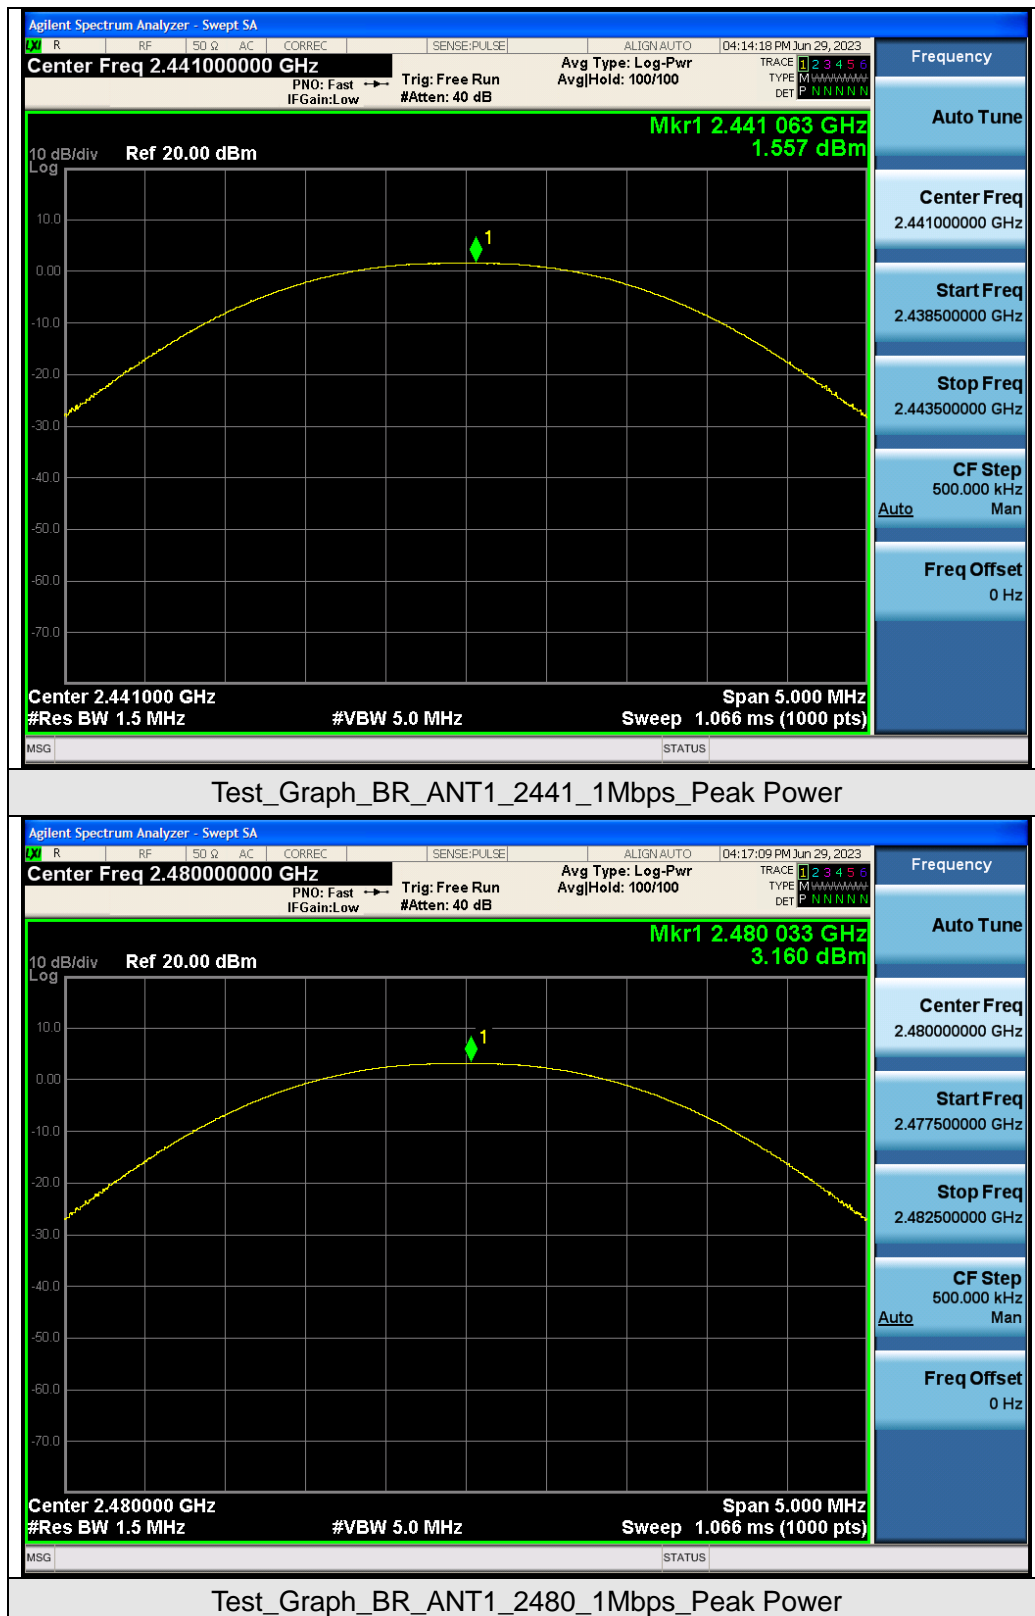 Agilent Spectrum Analyzer - Swept SA
LXI R RF 50 Ω AC CORREC SENSE:PULSE ALIGN AUTO 04:14:18 PM Jun 29, 2023
Center Freq 2.441000000 GHz
PNO: Fast
IFGain:Low
Trig: Free Run
#Atten: 40 dB
Avg Type: Log-Pwr
Avg|Hold: 100/100
TRACE 1 2 3 4 5 6
TYPE M WWWWW
DET P N N N N N
Frequency
Auto Tune
Center Freq
2.441000000 GHz
Start Freq
2.438500000 GHz
Stop Freq
2.443500000 GHz
CF Step
500.000 kHz
Auto Man
Freq Offset
0 Hz
Mkr1 2.441 063 GHz
1.557 dBm
10 dB/div Ref 20.00 dBm
Log
10.0
1
0.00
-10.0
-20.0
-30.0
-40.0
-50.0
-60.0
-70.0
Center 2.441000 GHz Span 5.000 MHz
#Res BW 1.5 MHz #VBW 5.0 MHz Sweep 1.066 ms (1000 pts)
MSG STATUS
Test_Graph_BR_ANT1_2441_1Mbps_Peak Power
Agilent Spectrum Analyzer - Swept SA
LXI R RF 50 Ω AC CORREC SENSE:PULSE ALIGN AUTO 04:17:09 PM Jun 29, 2023
Center Freq 2.480000000 GHz
PNO: Fast
IFGain:Low
Trig: Free Run
#Atten: 40 dB
Avg Type: Log-Pwr
Avg|Hold: 100/100
TRACE 1 2 3 4 5 6
TYPE M WWWWW
DET P N N N N N
Frequency
Auto Tune
Center Freq
2.480000000 GHz
Start Freq
2.477500000 GHz
Stop Freq
2.482500000 GHz
CF Step
500.000 kHz
Auto Man
Freq Offset
0 Hz
Mkr1 2.480 033 GHz
3.160 dBm
10 dB/div Ref 20.00 dBm
Log
10.0
1
0.00
-10.0
-20.0
-30.0
-40.0
-50.0
-60.0
-70.0
Center 2.480000 GHz Span 5.000 MHz
#Res BW 1.5 MHz #VBW 5.0 MHz Sweep 1.066 ms (1000 pts)
MSG STATUS
Test_Graph_BR_ANT1_2480_1Mbps_Peak Power